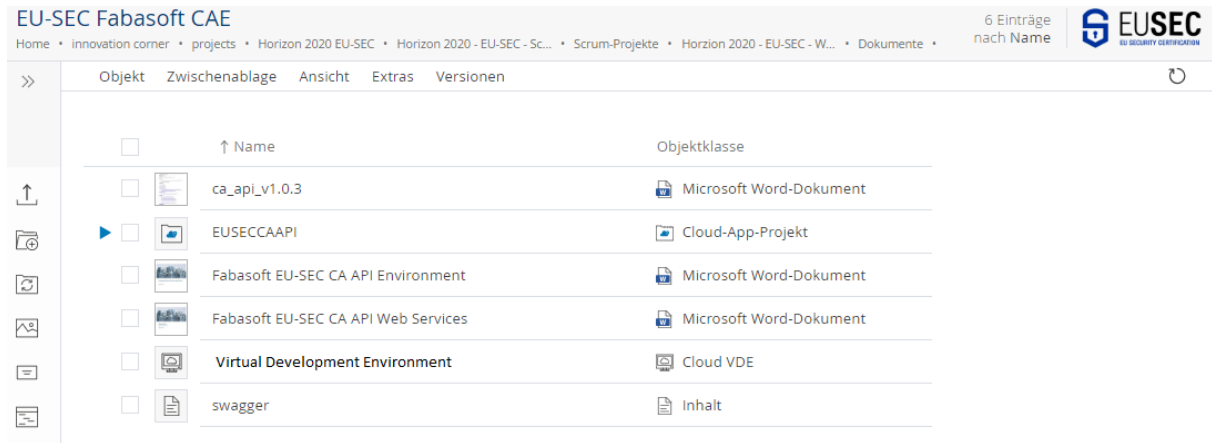 EU-SEC Fabasoft CAE
Home • innovation corner • projects • Horizon 2020 EU-SEC • Horizon 2020 - EU-SEC - Sc... • Scrum-Projekte • Horzion 2020 - EU-SEC - W... • Dokumente •
6 Einträge
nach Name
EUSEC
EU SECURITY CERTIFICATION
Objekt Zwischenablage Ansicht Extras Versionen
↑ Name Objektklasse
ca_api_v1.0.3 Microsoft Word-Dokument
EUSECCAAPI Cloud-App-Projekt
Fabasoft EU-SEC CA API Environment Microsoft Word-Dokument
Fabasoft EU-SEC CA API Web Services Microsoft Word-Dokument
Virtual Development Environment Cloud VDE
swagger Inhalt